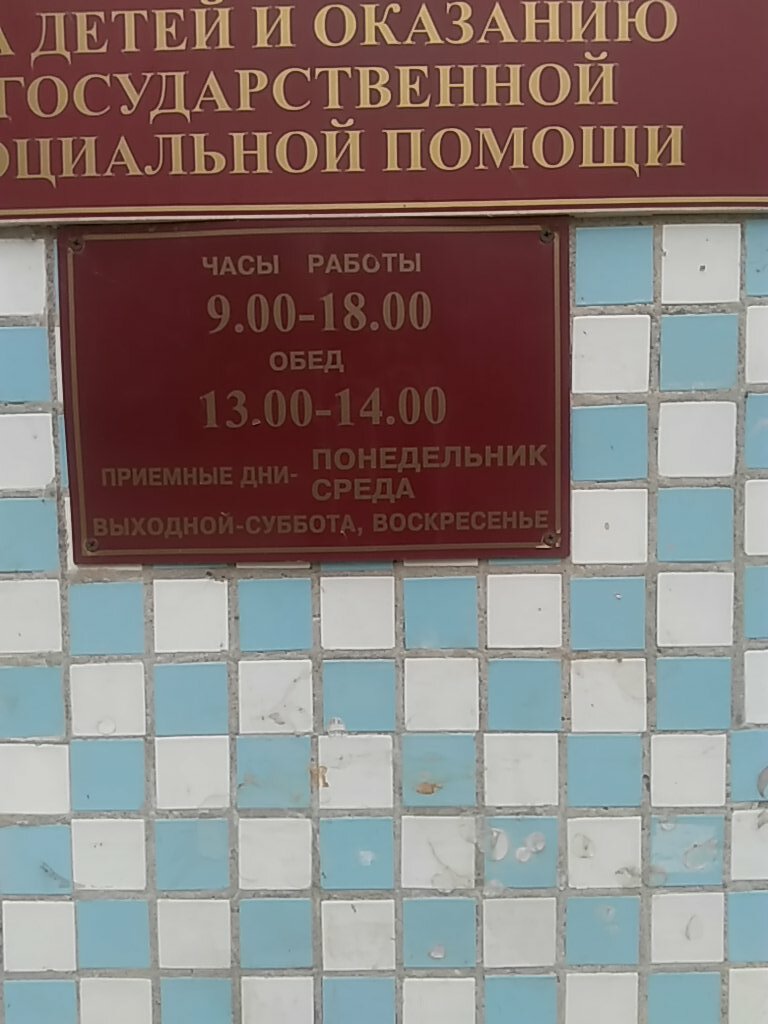 ДЕТЕЙ И ОКАЗАНИЮ
ГОСУДАРСТВЕННОЙ
ОЦИАЛЬНОЙ ПОМОЩИ
ЧАСЫ РАБОТЫ
9.00-18.00
ОБЕД
13.00-14.00
ПРИЕМНЫЕ ДНИ- ПОНЕДЕЛЬНИК
СРЕДА
ВЫХОДНОЙ-СУББОТА, ВОСКРЕСЕНЬЕ